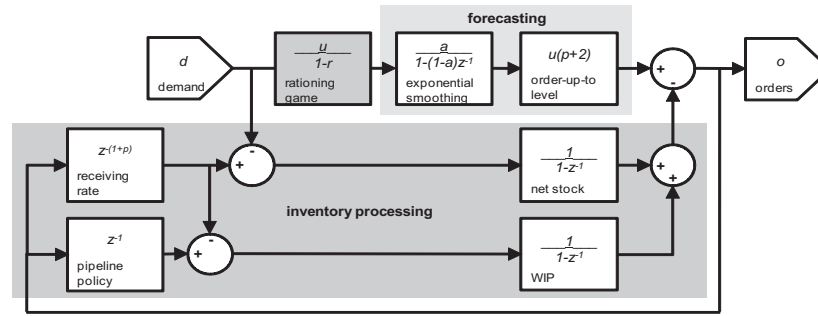 forecasting
d
demand
u
1-r
rationing
game
a
1-(1-a)z-1
exponential
smoothing
u(p+2)
order-up-to
level
+
-
o
orders
z-(1+p)
receiving
rate
-
+
1
1-z-1
net stock
+
+
inventory processing
z-1
pipeline
policy
-
+
1
1-z-1
WIP